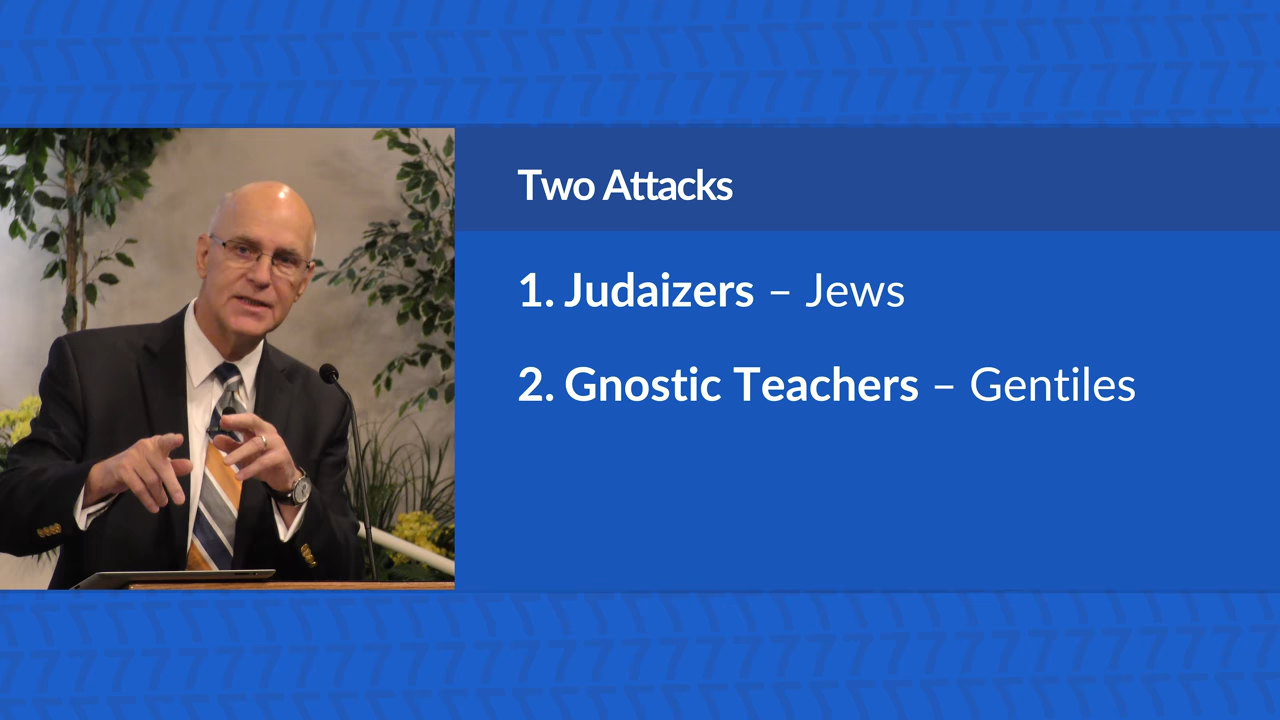 Two Attacks
1. Judaizers – Jews
2. Gnostic Teachers – Gentiles